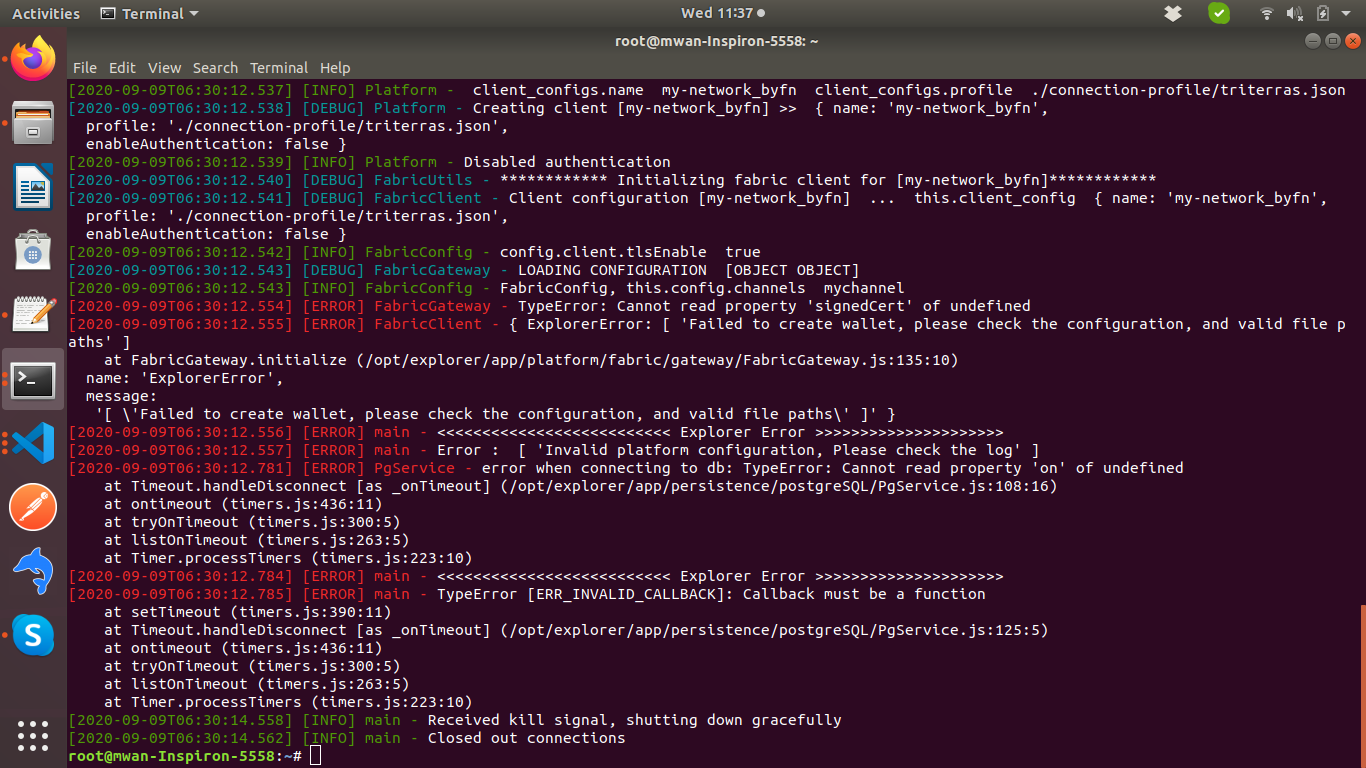 Activities Terminal Wed 11:37
root@mwan-Inspiron-5558: ~
File Edit View Search Terminal Help
[2020-09-09T06:30:12.537] [INFO] Platform -  client_configs.name  my-network_byfn  client_configs.profile  ./connection-profile/triterras.json
[2020-09-09T06:30:12.538] [DEBUG] Platform - Creating client [my-network_byfn] >>  { name: 'my-network_byfn',
  profile: './connection-profile/triterras.json',
  enableAuthentication: false }
[2020-09-09T06:30:12.539] [INFO] Platform - Disabled authentication
[2020-09-09T06:30:12.540] [DEBUG] FabricUtils - ************ Initializing fabric client for [my-network_byfn]************
[2020-09-09T06:30:12.541] [DEBUG] FabricClient - Client configuration [my-network_byfn]  ...  this.client_config  { name: 'my-network_byfn',
  profile: './connection-profile/triterras.json',
  enableAuthentication: false }
[2020-09-09T06:30:12.542] [INFO] FabricConfig - config.client.tlsEnable  true
[2020-09-09T06:30:12.543] [DEBUG] FabricGateway - LOADING CONFIGURATION  [OBJECT OBJECT]
[2020-09-09T06:30:12.543] [INFO] FabricConfig - FabricConfig, this.config.channels  mychannel
[2020-09-09T06:30:12.554] [ERROR] FabricGateway - TypeError: Cannot read property 'signedCert' of undefined
[2020-09-09T06:30:12.555] [ERROR] FabricClient - { ExplorerError: [ 'Failed to create wallet, please check the configuration, and valid file p
aths' ]
    at FabricGateway.initialize (/opt/explorer/app/platform/fabric/gateway/FabricGateway.js:135:10)
  name: 'ExplorerError',
  message:
   '[ \'Failed to create wallet, please check the configuration, and valid file paths\' ]' }
[2020-09-09T06:30:12.556] [ERROR] main - <<<<<<<<<<<<<<<<<<<<<<<<<< Explorer Error >>>>>>>>>>>>>>>>>>>>>
[2020-09-09T06:30:12.557] [ERROR] main - Error :  [ 'Invalid platform configuration, Please check the log' ]
[2020-09-09T06:30:12.781] [ERROR] PgService - error when connecting to db: TypeError: Cannot read property 'on' of undefined
    at Timeout.handleDisconnect [as _onTimeout] (/opt/explorer/app/persistence/postgreSQL/PgService.js:108:16)
    at ontimeout (timers.js:436:11)
    at tryOnTimeout (timers.js:300:5)
    at listOnTimeout (timers.js:263:5)
    at Timer.processTimers (timers.js:223:10)
[2020-09-09T06:30:12.784] [ERROR] main - <<<<<<<<<<<<<<<<<<<<<<<<<< Explorer Error >>>>>>>>>>>>>>>>>>>>>
[2020-09-09T06:30:12.785] [ERROR] main - TypeError [ERR_INVALID_CALLBACK]: Callback must be a function
    at setTimeout (timers.js:390:11)
    at Timeout.handleDisconnect [as _onTimeout] (/opt/explorer/app/persistence/postgreSQL/PgService.js:125:5)
    at ontimeout (timers.js:436:11)
    at tryOnTimeout (timers.js:300:5)
    at listOnTimeout (timers.js:263:5)
    at Timer.processTimers (timers.js:223:10)
[2020-09-09T06:30:14.558] [INFO] main - Received kill signal, shutting down gracefully
[2020-09-09T06:30:14.562] [INFO] main - Closed out connections
root@mwan-Inspiron-5558:~#